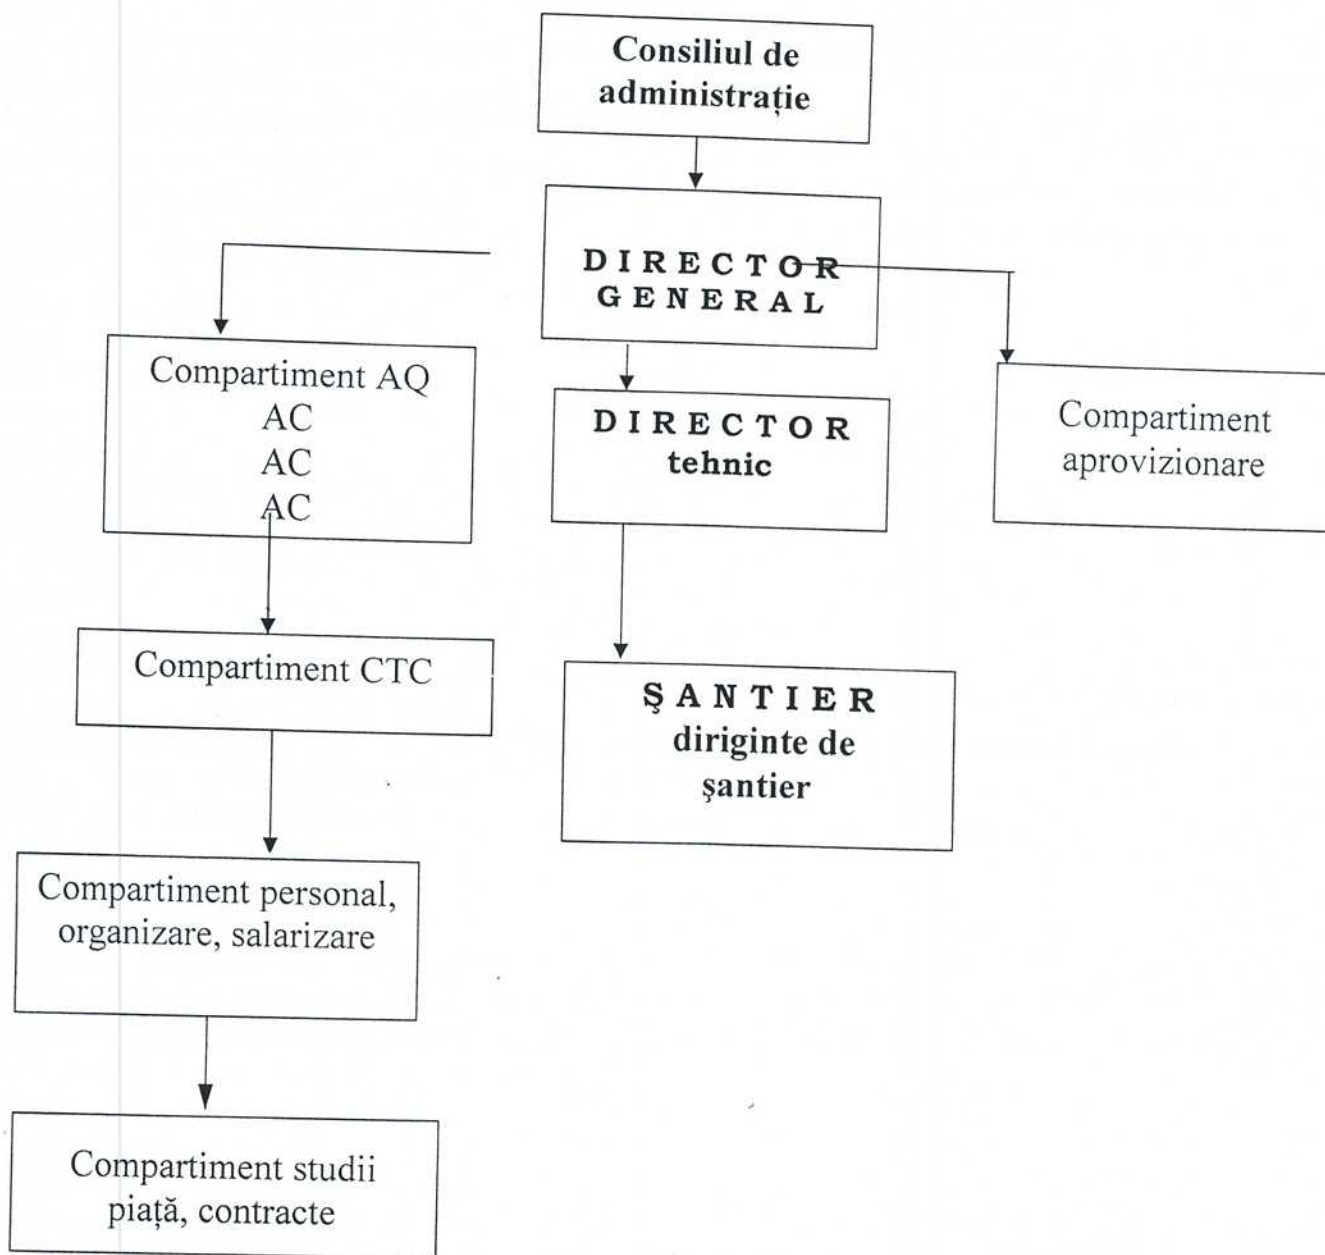 Consiliul de
administrație
DIRECTOR
GENERAL
Compartiment AQ
AC
AC
AC
DIRECTOR
tehnic
Compartiment
aprovizionare
Compartiment CTC
ŞANTIER
diriginte de
şantier
Compartiment personal,
organizare, salarizare
Compartiment studii
piață, contracte